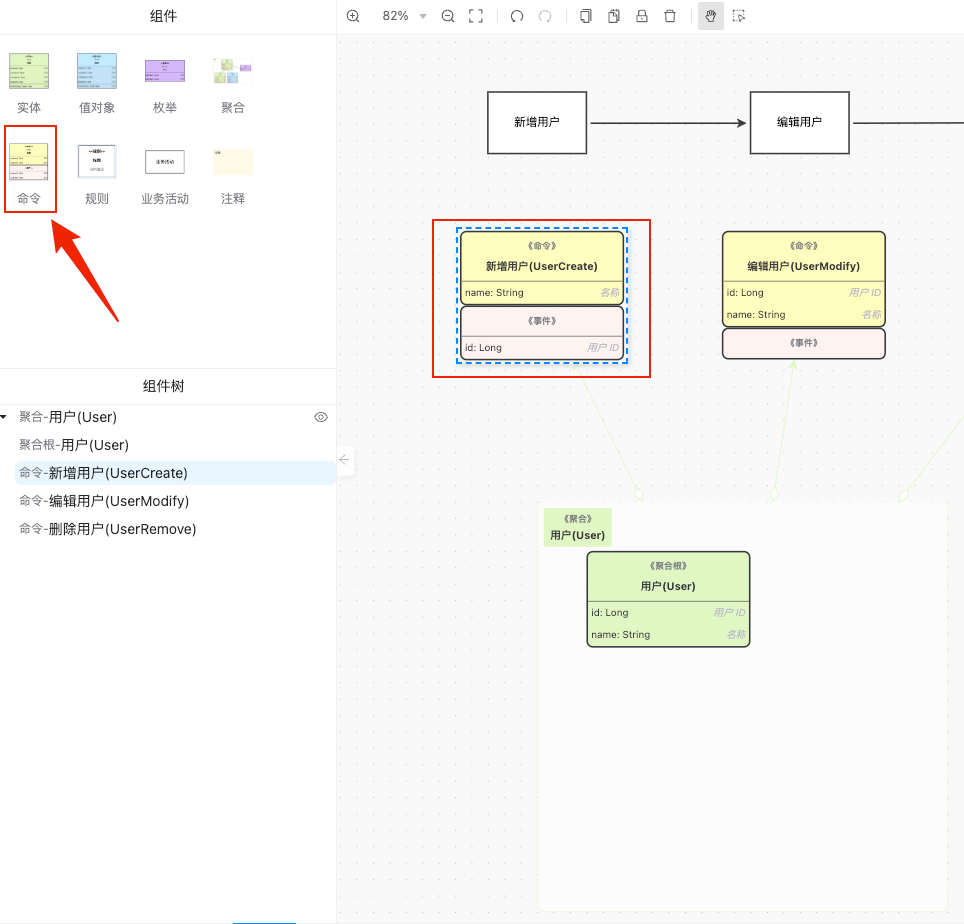 组件
82%
实体
值对象
枚举
聚合
命令
规则
业务活动
业务活动
注释
组件树
聚合-用户(User)
聚合根-用户(User)
命令-新增用户(UserCreate)
命令-编辑用户(UserModify)
命令-删除用户(UserRemove)
新增用户
编辑用户
《命令》
新增用户(UserCreate)
name: String 名称
《事件》
id: Long 用户 ID
《命令》
编辑用户(UserModify)
id: Long 用户 ID
name: String 名称
《事件》
《聚合》
用户(User)
《聚合根》
用户(User)
id: Long 用户 ID
name: String 名称